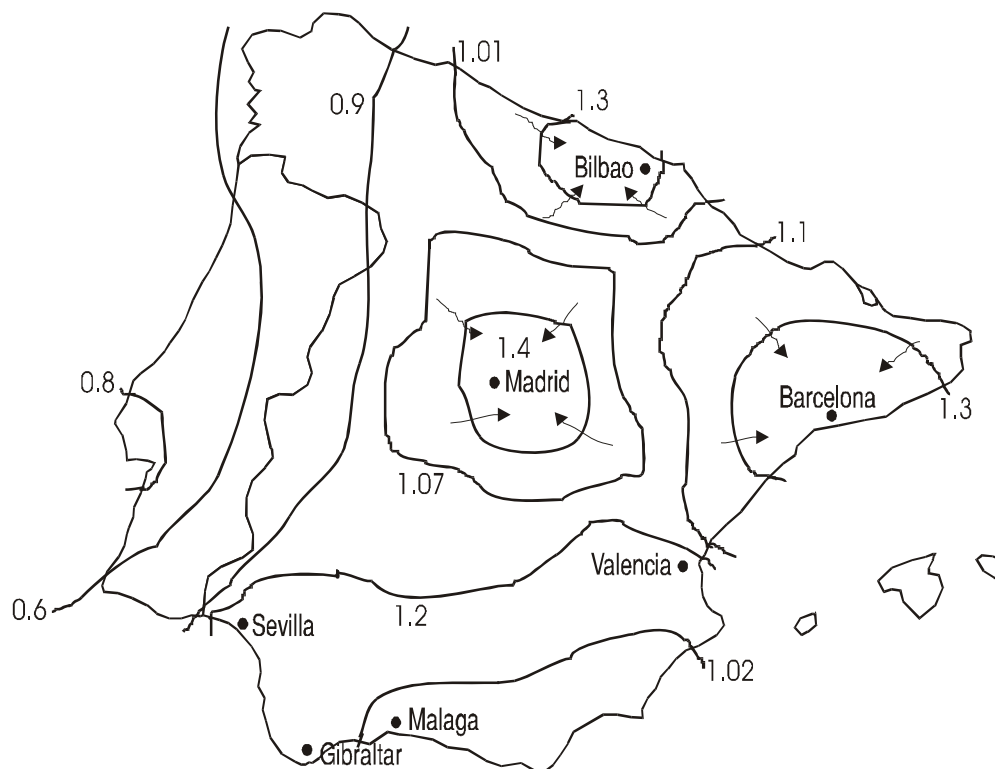 1.01
0.9
1.3
Bilbao
1.1
1.4
Madrid
0.8
Barcelona
1.3
1.07
Valencia
0.6
Sevilla
1.2
1.02
Malaga
Gibraltar